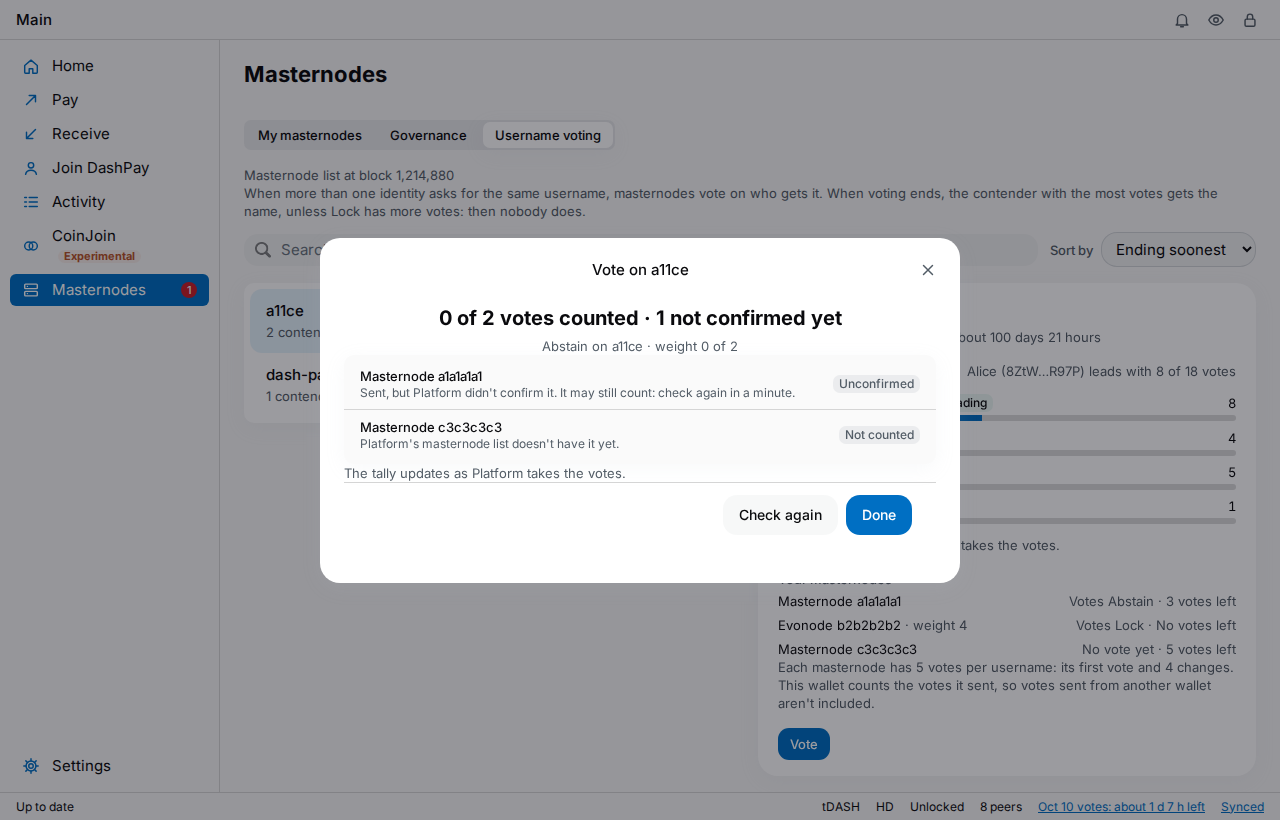 Main
Home
Pay
Receive
Join DashPay
Activity
CoinJoin
Experimental
Masternodes
1
Settings
Masternodes
My masternodes
Governance
Username voting
Masternode list at block 1,214,880
When more than one identity asks for the same username, masternodes vote on who gets it. When voting ends, the contender with the most votes gets the
name, unless Lock has more votes: then nobody does.
Sort by
Ending soonest
a11ce
2
1
100 days 21 hours
Alice (8ZtW...R97P) leads with 8 of 18 votes
8
4
5
1
takes the votes.
Vote on a11ce
0 of 2 votes counted · 1 not confirmed yet
Abstain on a11ce · weight 0 of 2
Masternode a1a1a1a1
Sent, but Platform didn't confirm it. It may still count: check again in a minute.
Unconfirmed
Masternode c3c3c3c3
Platform's masternode list doesn't have it yet.
Not counted
The tally updates as Platform takes the votes.
Check again
Done
Masternode a1a1a1a1
Votes Abstain · 3 votes left
Evonode b2b2b2b2 · weight 4
Votes Lock · No votes left
Masternode c3c3c3c3
No vote yet · 5 votes left
Each masternode has 5 votes per username: its first vote and 4 changes.
This wallet counts the votes it sent, so votes sent from another wallet
aren't included.
Vote
Up to date
tDASH
HD
Unlocked
8 peers
Oct 10 votes: about 1 d 7 h left
Synced